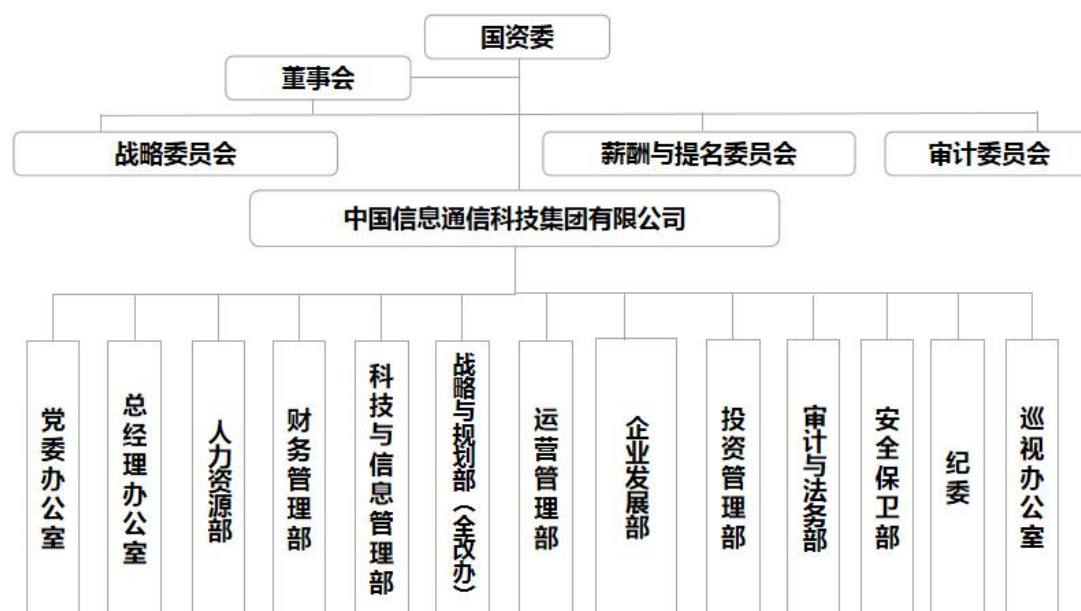 国资委
董事会
战略委员会
薪酬与提名委员会
审计委员会
中国信息通信科技集团有限公司
党委办公室
总经理办公室
人力资源部
财务管理部
科技与信息管理部
战略与规划部（全改办）
运营管理部
企业发展部
投资管理部
审计与法务部
安全保卫部
纪委
巡视办公室